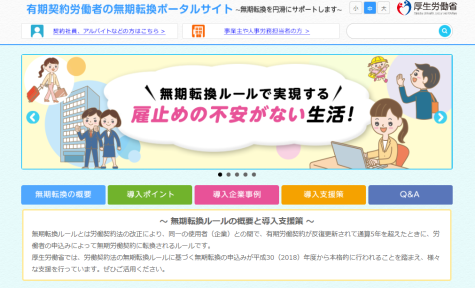 有期契約労働者の無期転換ポータルサイト ~無期転換を円滑にサポートします~
小 中 大
厚生労働省
契約社員、アルバイトなどの方はこちら >
事業主や人事労務担当者の方 >
無期転換ルールで実現する
雇止めの不安がない生活!
無期転換の概要
導入ポイント
導入企業事例
導入支援策
Q&A
～ 無期転換ルールの概要と導入支援策 ～
無期転換ルールとは労働契約法の改正により、同一の使用者（企業）との間で、有期労働契約が反復更新されて通算5年を超えたときに、労
働者の申込みによって無期労働契約に転換されるルールです。
厚生労働省では、労働契約法の無期転換ルールに基づく無期転換の申込みが平成30（2018）年度から本格的に行われることを踏まえ、様々
な支援を行っています。ぜひご活用ください。